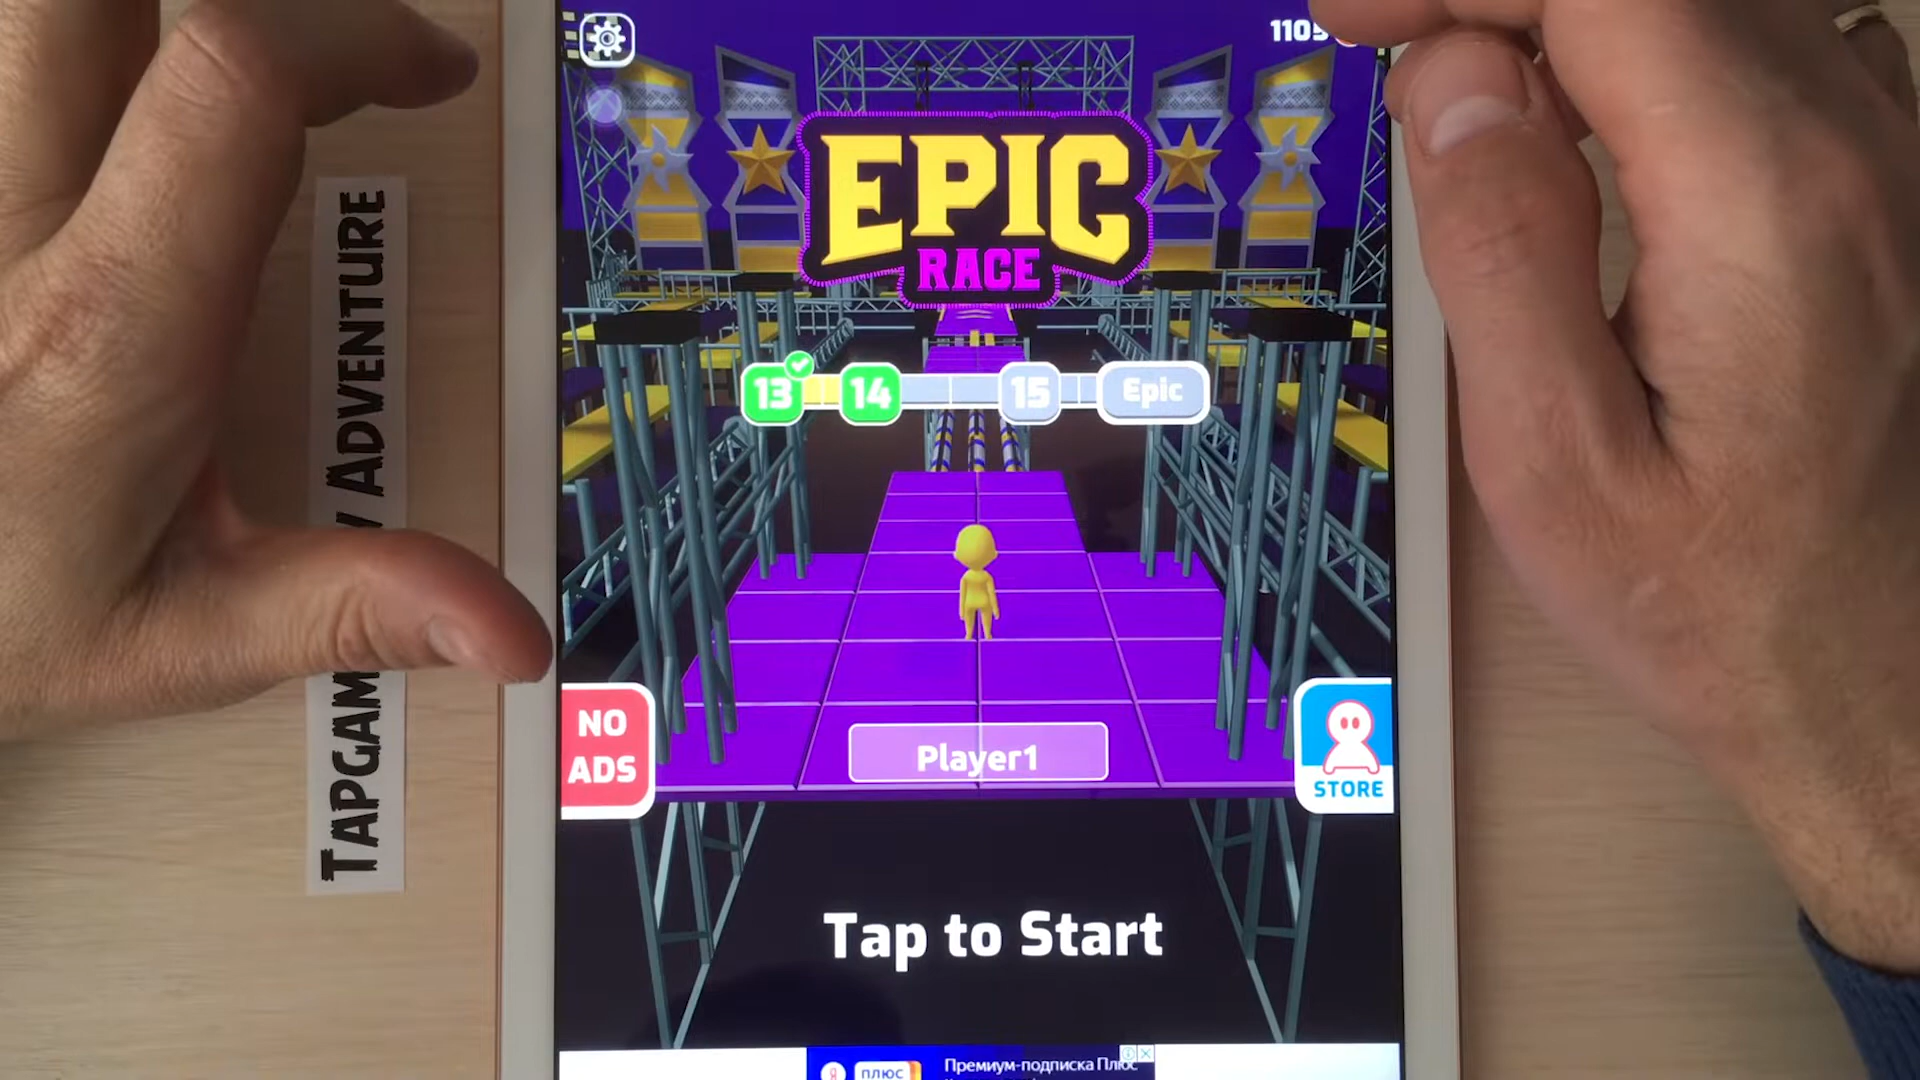 1105
EPIC
RACE
13 14 15 Epic
NO
ADS
Player1
STORE
Tap to Start
Я ПЛЮС
Премиум-подписка Плюс
TAPGAM
ADVENTURE